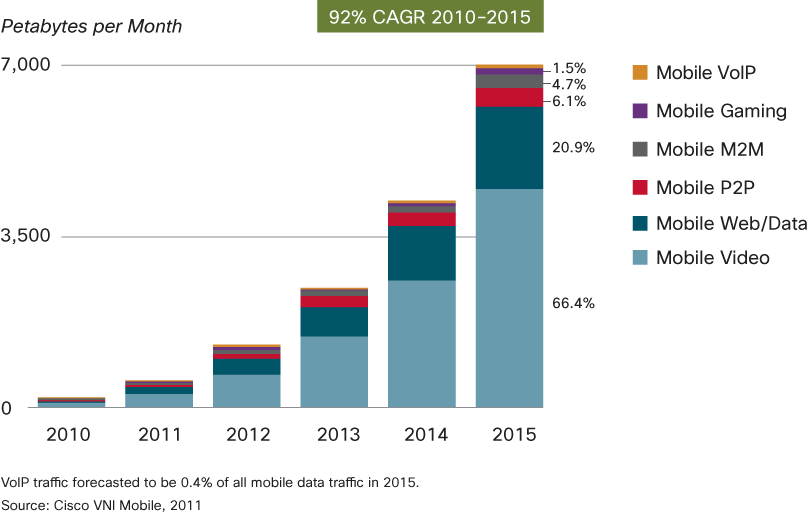 Petabytes per Month
92% CAGR 2010–2015
7,000
3,500
0
1.5%
4.7%
6.1%
20.9%
66.4%
Mobile VoIP
Mobile Gaming
Mobile M2M
Mobile P2P
Mobile Web/Data
Mobile Video
2010 2011 2012 2013 2014 2015
VoIP traffic forecasted to be 0.4% of all mobile data traffic in 2015.
Source: Cisco VNI Mobile, 2011